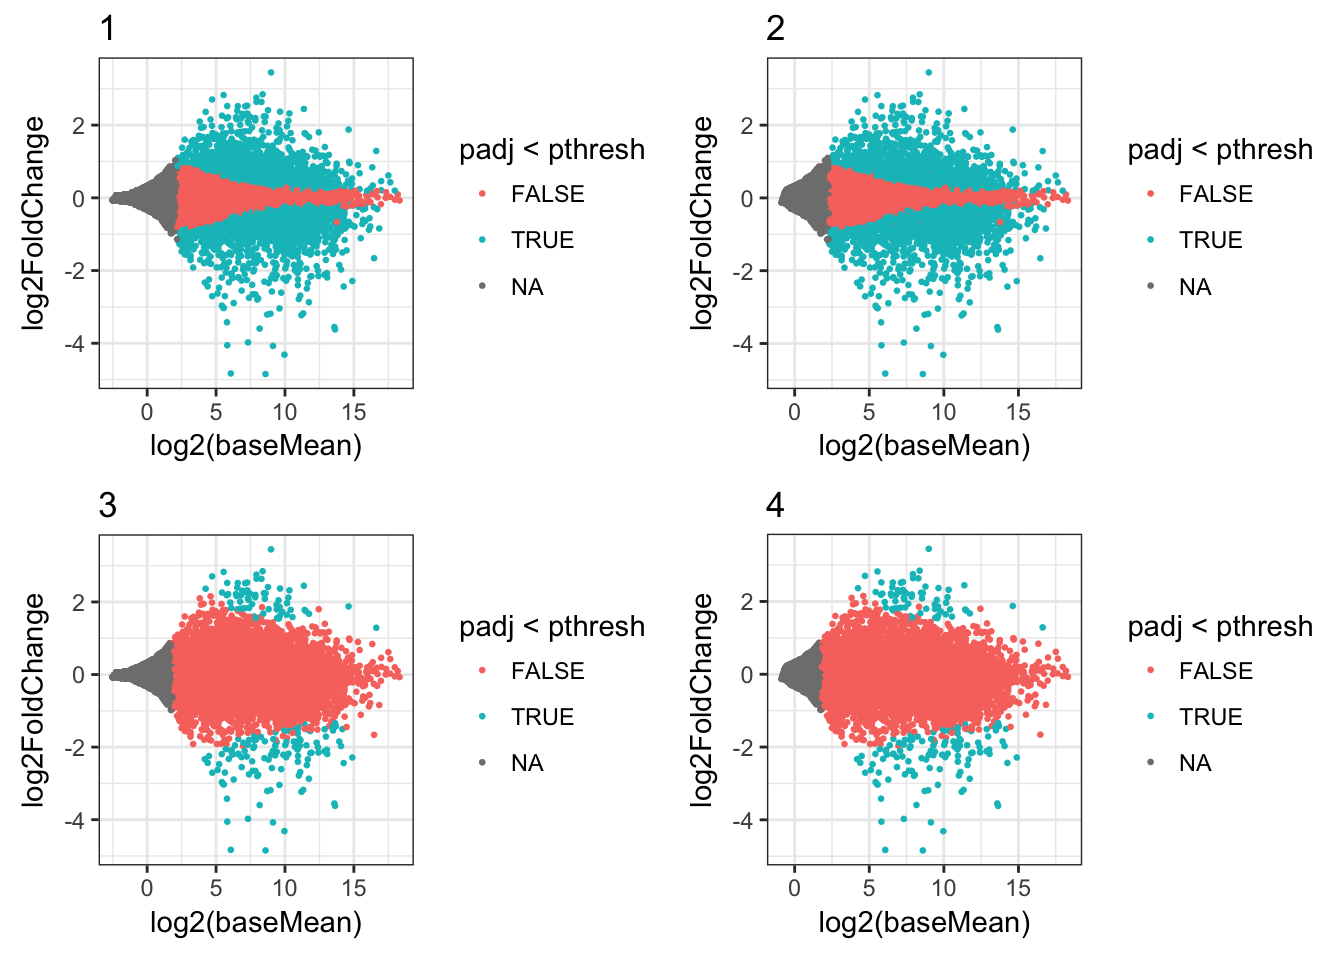 1
log2FoldChange
2
0
-2
-4
0 5 10 15
log2(baseMean)
padj < pthresh
FALSE
TRUE
NA
2
log2FoldChange
2
0
-2
-4
0 5 10 15
log2(baseMean)
padj < pthresh
FALSE
TRUE
NA
3
log2FoldChange
2
0
-2
-4
0 5 10 15
log2(baseMean)
padj < pthresh
FALSE
TRUE
NA
4
log2FoldChange
2
0
-2
-4
0 5 10 15
log2(baseMean)
padj < pthresh
FALSE
TRUE
NA